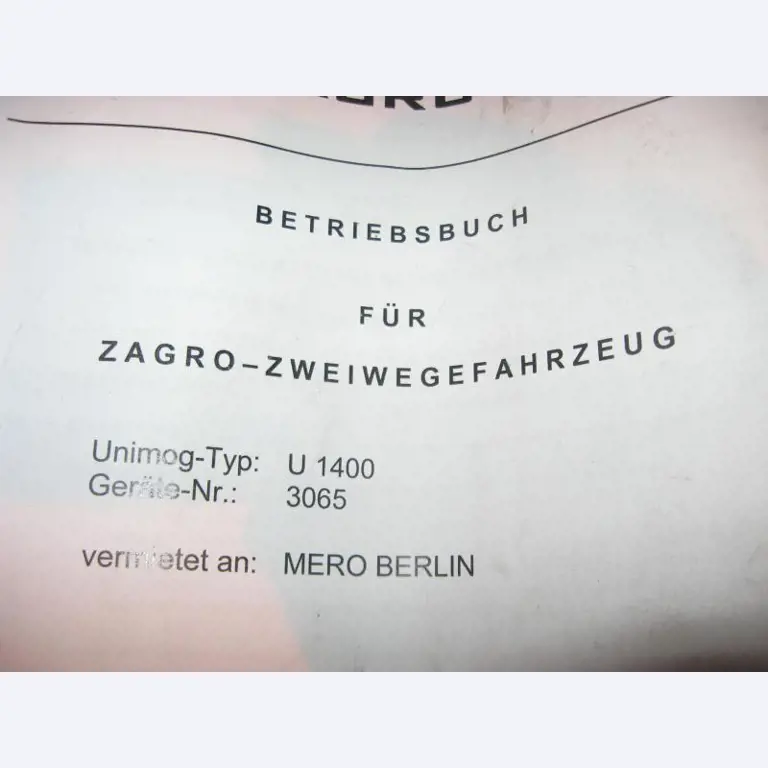 BETRIEBSBUCH
FÜR
ZAGRO–ZWEIWEGEFAHRZEUG
Unimog-Typ: U 1400
Geräte-Nr.: 3065
vermietet an: MERO BERLIN